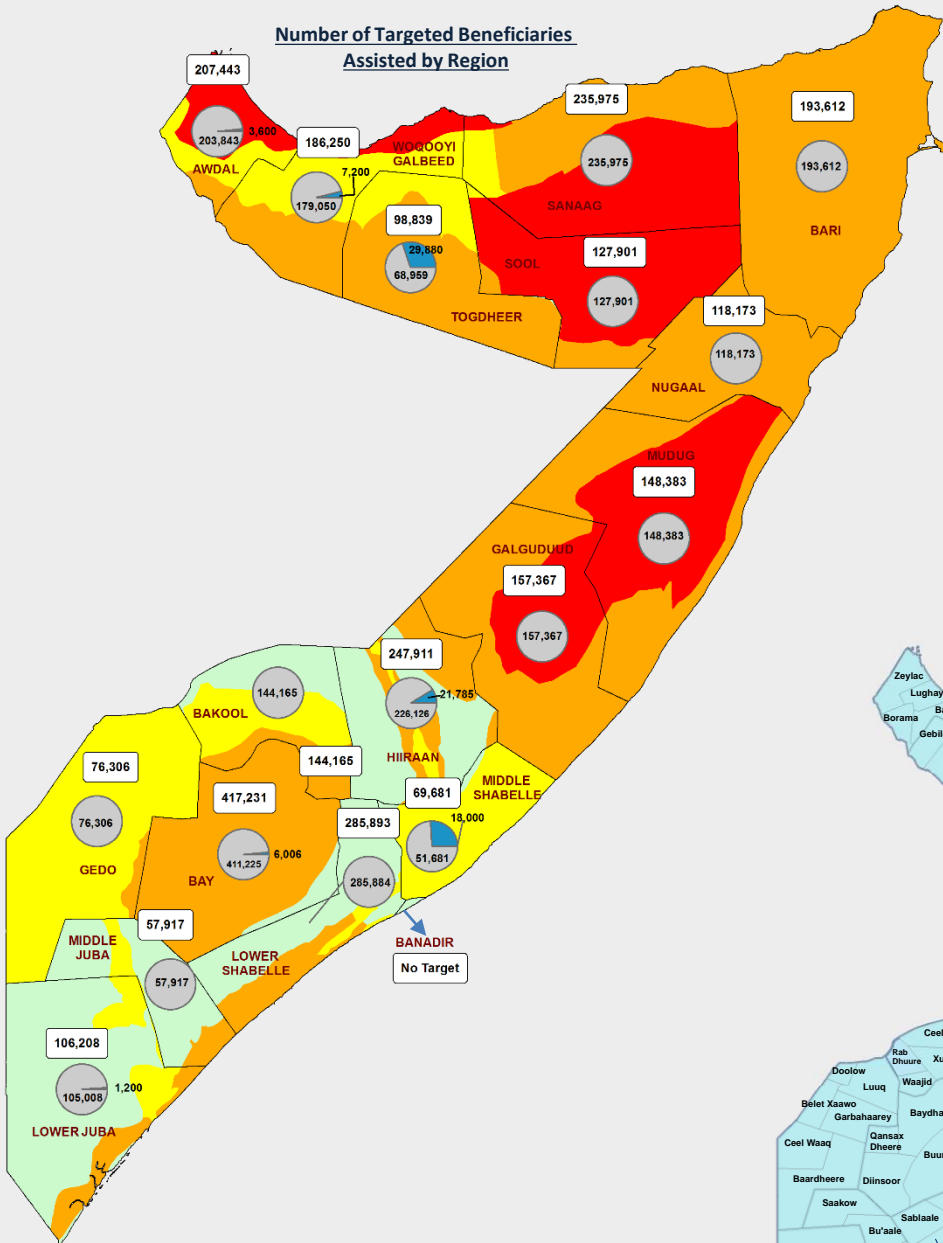 Number of Targeted Beneficiaries
Assisted by Region
207,443
203,843
3,600
AWDAL
186,250
7,200
179,050
WOQOOYI
GALBEED
235,975
235,975
SANAAG
193,612
193,612
BARI
98,839
29,880
68,959
TOGDHEER
SOOL
127,901
127,901
118,173
118,173
NUGAAL
MUDUG
148,383
148,383
GALGUDUUD
157,367
157,367
247,911
21,785
226,126
HIIRAAN
144,165
BAKOOL
144,165
76,306
76,306
GEDO
417,231
411,225
6,006
BAY
69,681
18,000
51,681
MIDDLE
SHABELLE
285,893
285,884
LOWER
SHABELLE
BANADIR
No Target
57,917
57,917
MIDDLE
JUBA
106,208
1,200
105,008
LOWER JUBA
Zeylac
Lughay
Ba
Borama
Gebil
Ceel
Rab
Dhuure
Xu
Doolow
Luuq
Waajid
Belet Xaawo
Garbahaarey
Baydha
Ceel Waaq
Qansax
Dheere
Buur
Baardheere
Diinsoor
Saakow
Sablaale
Bu'aale